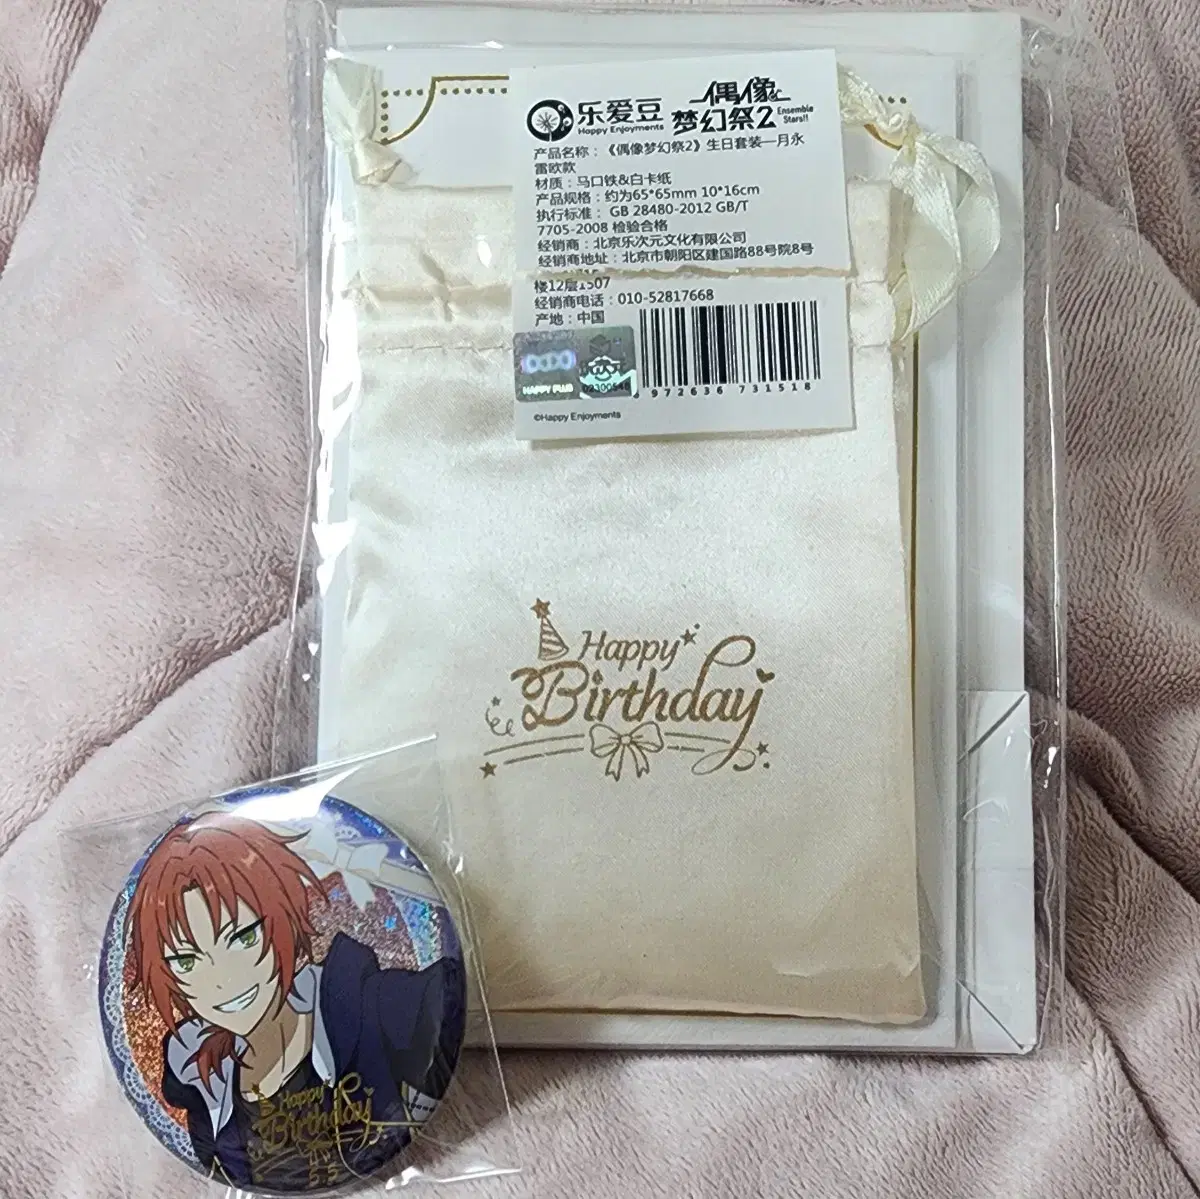 乐爱豆
Happy Enjoyments
偶像
梦幻祭2
Ensemble
Stars!!
产品名称：《偶像梦幻祭2》生日套装—月永
雷欧款
材质：马口铁&白卡纸
产品规格：约为65*65mm 10*16cm
执行标准： GB 28480-2012 GB/T
7705-2008 检验合格
经销商：北京乐次元文化有限公司
经销商地址：北京市朝阳区建国路88号院8号
楼12层1507
经销商电话：010-52817668
产地：中国
HAPPY PLUS
972636 731518
©Happy Enjoyments
Happy
Birthday
Happy
Birthday
5.5